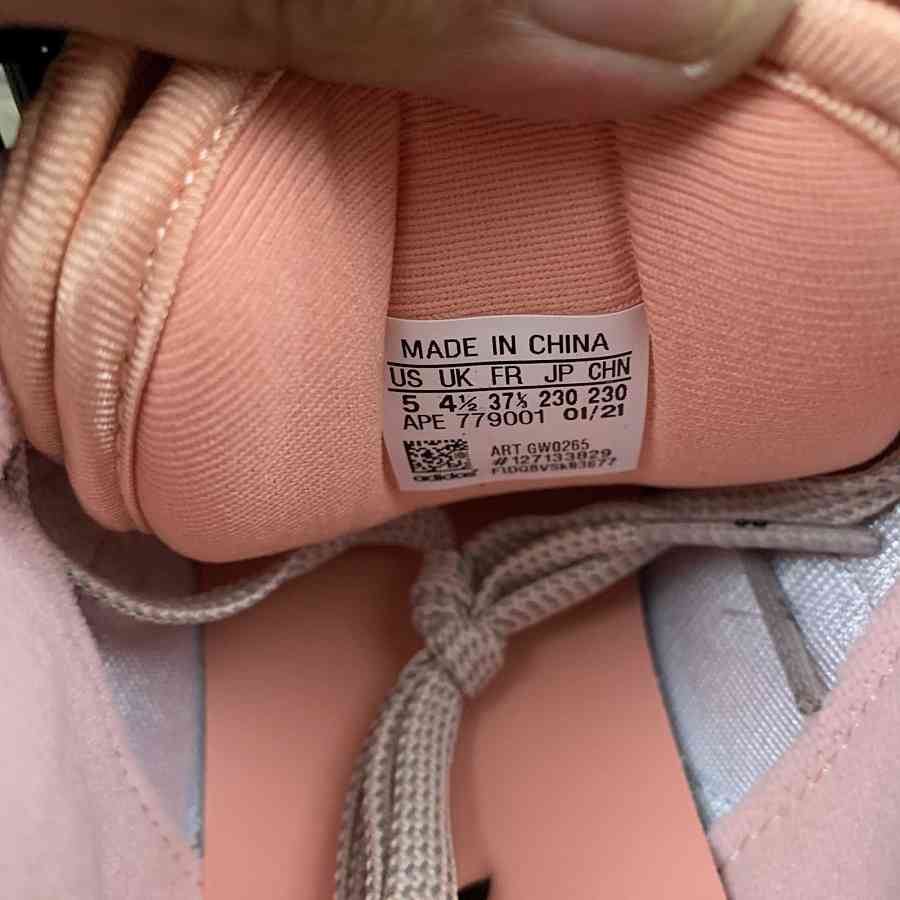 MADE IN CHINA
US UK FR JP CHN
5 4½ 37⅓ 230 230
APE 779001 01/21
ART GW0265
#127133829
adidas